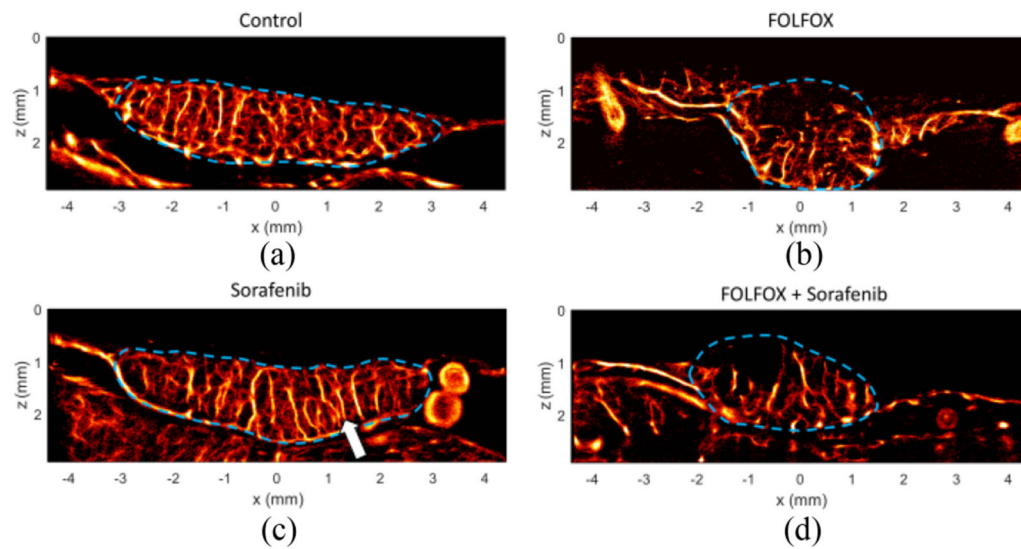 Control
0
1
2
z (mm)
-4 -3 -2 -1 0 1 2 3 4
x (mm)
(a)
FOLFOX
0
1
2
z (mm)
-4 -3 -2 -1 0 1 2 3 4
x (mm)
(b)
Sorafenib
0
1
2
z (mm)
-4 -3 -2 -1 0 1 2 3 4
x (mm)
(c)
FOLFOX + Sorafenib
0
1
2
z (mm)
-4 -3 -2 -1 0 1 2 3 4
x (mm)
(d)